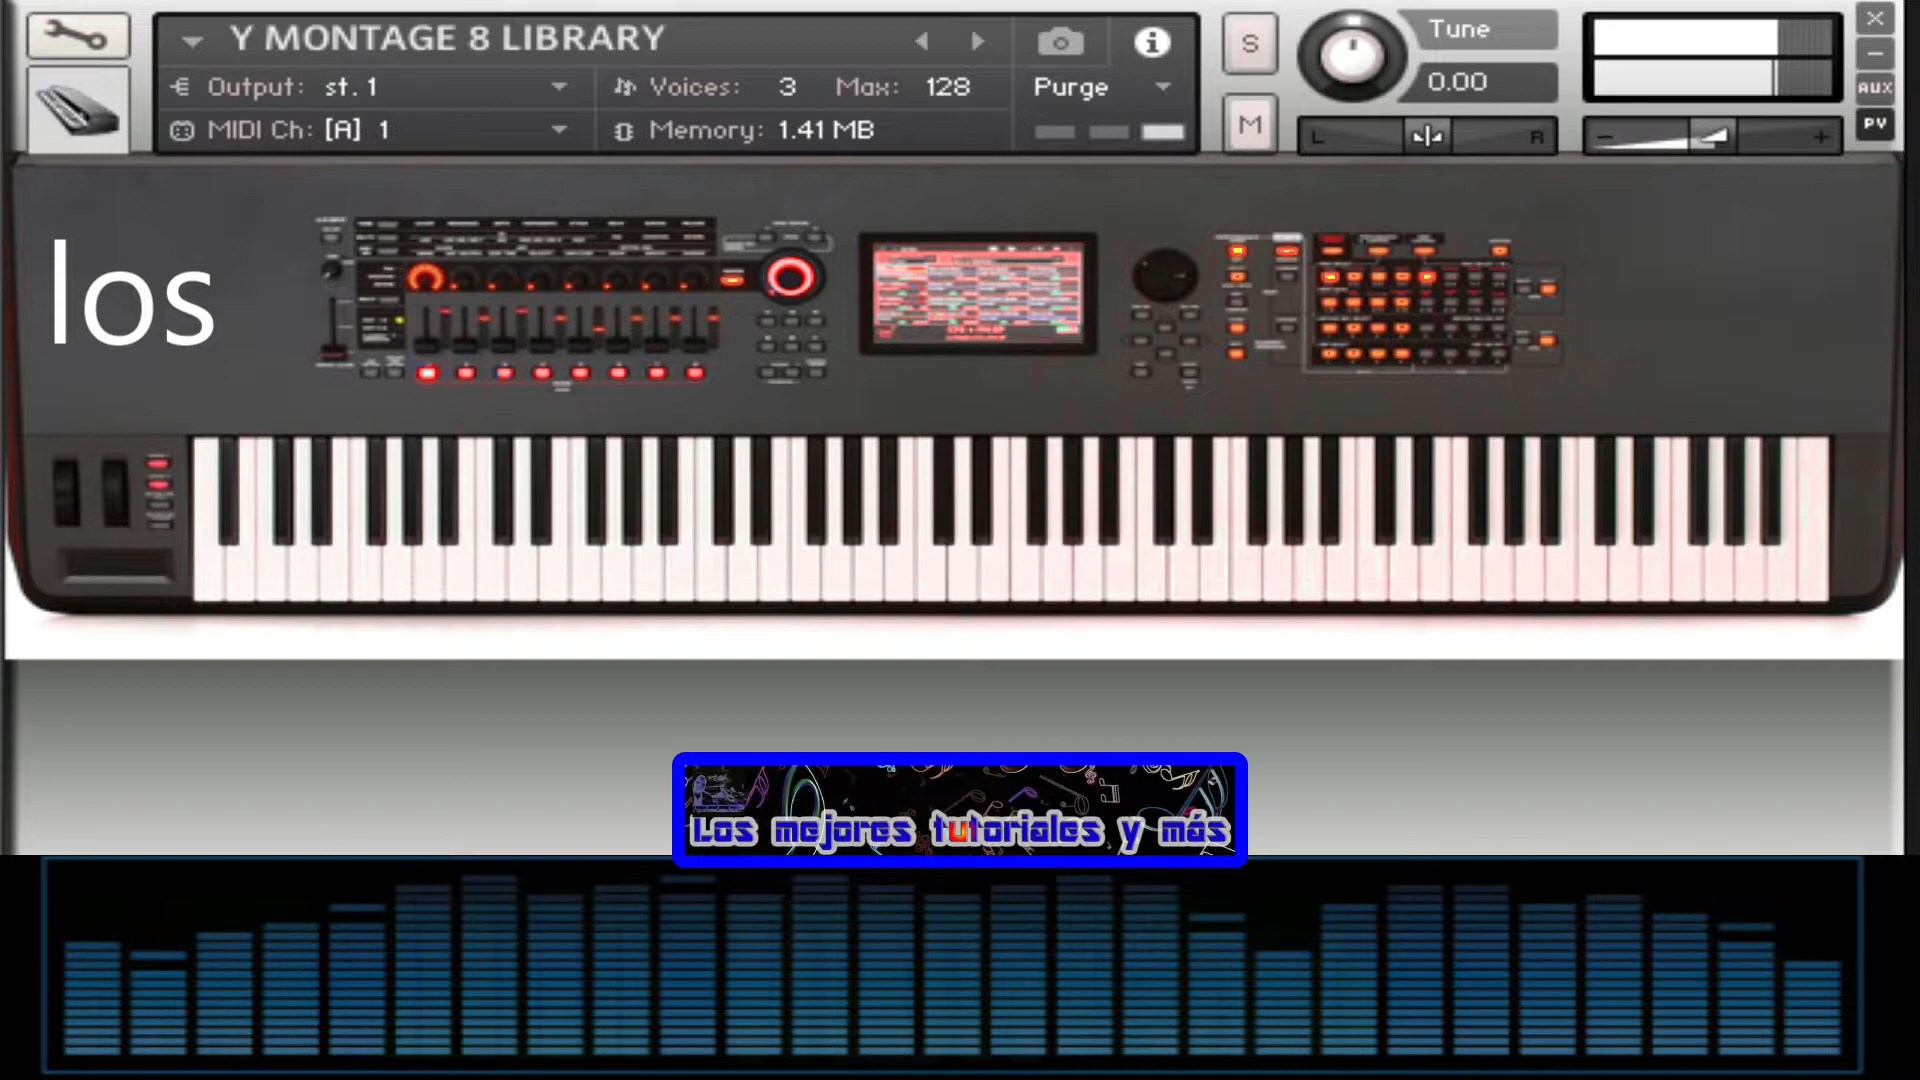 Y MONTAGE 8 LIBRARY
Output: st. 1
Voices: 3 Max: 128
Purge
MIDI Ch: [A] 1
Memory: 1.41 MB
S
M
Tune
0.00
L R
- +
×
−
AUX
PV
los
Los mejores tutoriales y más